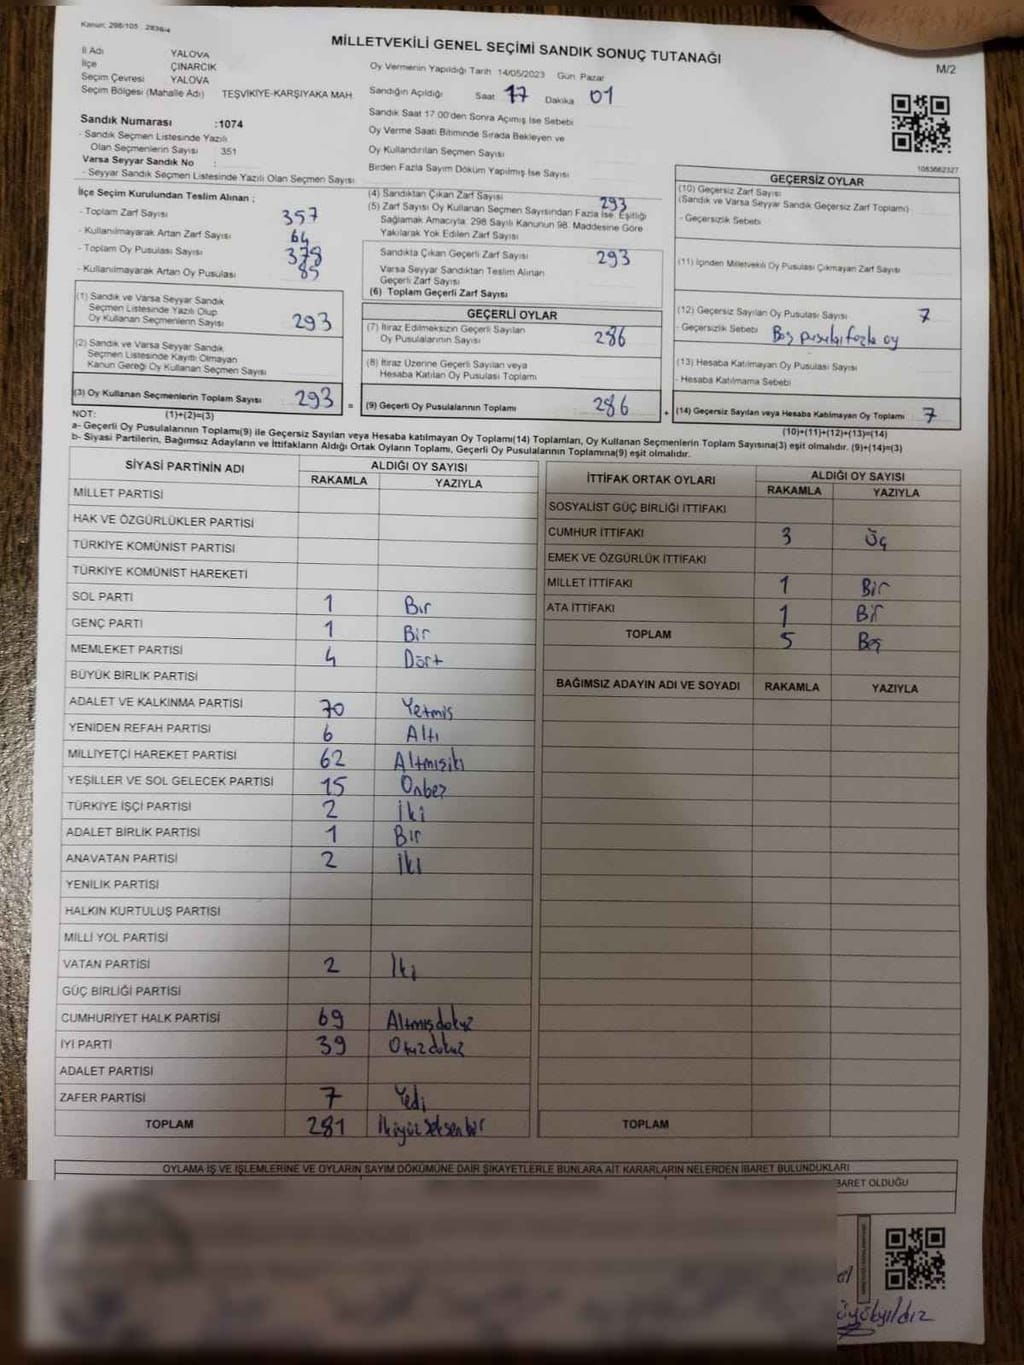 Kanun: 298/105
MİLLETVEKİLİ GENEL SEÇİMİ SANDIK SONUÇ TUTANAĞI
M/2
İl Adı YALOVA
İlçe ÇINARCIK
Seçim Çevresi YALOVA
Seçim Bölgesi (Mahalle Adı) TEŞVİKİYE-KARŞIYAKA MAH.
Oy Vermenin Yapıldığı Tarih 14/05/2023 Gün Pazar
Sandığın Açıldığı Saat 17 Dakika 01
Sandık Saat 17.00'den Sonra Açılmış İse Sebebi
Oy Verme Saati Bitiminde Sırada Bekleyen ve
Oy Kullandırılan Seçmen Sayısı
Birden Fazla Sayım Döküm Yapılmış İse Sayısı
Sandık Numarası :1074
- Sandık Seçmen Listesinde Yazılı
Olan Seçmenlerin Sayısı 351
Varsa Seyyar Sandık No :
- Seyyar Sandık Seçmen Listesinde Yazılı Olan Seçmen Sayısı
1083662327
İlçe Seçim Kurulundan Teslim Alınan ;
- Toplam Zarf Sayısı 357
- Kullanılmayarak Artan Zarf Sayısı 64
- Toplam Oy Pusulası Sayısı 378
- Kullanılmayarak Artan Oy Pusulası 85
(1) Sandık ve Varsa Seyyar Sandık
Seçmen Listesinde Yazılı Olup
Oy Kullanan Seçmenlerin Sayısı 293
(2) Sandık ve Varsa Seyyar Sandık
Seçmen Listesinde Kayıtlı Olmayan
Kanun Gereği Oy Kullanan Seçmen Sayısı
(3) Oy Kullanan Seçmenlerin Toplam Sayısı 293 =
(1)+(2)=(3)
(4) Sandıktan Çıkan Zarf Sayısı 293
(5) Zarf Sayısı Oy Kullanan Seçmen Sayısından Fazla İse, Eşitliği
Sağlamak Amacıyla, 298 Sayılı Kanunun 98. Maddesine Göre
Yakılarak Yok Edilen Zarf Sayısı
Sandıkta Çıkan Geçerli Zarf Sayısı 293
Varsa Seyyar Sandıktan Teslim Alınan
Geçerli Zarf Sayısı
(6) Toplam Geçerli Zarf Sayısı
GEÇERLİ OYLAR
(7) İtiraz Edilmeksizin Geçerli Sayılan
Oy Pusulalarının Sayısı 286
(8) İtiraz Üzerine Geçerli Sayılan veya
Hesaba Katılan Oy Pusulası Toplamı
(9) Geçerli Oy Pusulalarının Toplamı 286 +
GEÇERSİZ OYLAR
(10) Geçersiz Zarf Sayısı
(Sandık ve Varsa Seyyar Sandık Geçersiz Zarf Toplamı)
- Geçersizlik Sebebi
(11) İçinden Milletvekili Oy Pusulası Çıkmayan Zarf Sayısı
(12) Geçersiz Sayılan Oy Pusulası Sayısı 7
- Geçersizlik Sebebi Boş pusula, fazla oy
(13) Hesaba Katılmayan Oy Pusulası Sayısı
- Hesaba Katılmama Sebebi
(14) Geçersiz Sayılan veya Hesaba Katılmayan Oy Toplamı 7
(10)+(11)+(12)+(13)=(14)
NOT:
a- Geçerli Oy Pusulalarının Toplamı(9) ile Geçersiz Sayılan veya Hesaba katılmayan Oy Toplamı(14) Toplamları, Oy Kullanan Seçmenlerin Toplam Sayısına(3) eşit olmalıdır. (9)+(14)=(3)
b- Siyasi Partilerin, Bağımsız Adayların ve İttifakların Aldığı Ortak Oyların Toplamı, Geçerli Oy Pusulalarının Toplamına(9) eşit olmalıdır.
SİYASİ PARTİNİN ADI ALDIĞI OY SAYISI
RAKAMLA YAZIYLA
MİLLET PARTİSİ
HAK VE ÖZGÜRLÜKLER PARTİSİ
TÜRKİYE KOMÜNİST PARTİSİ
TÜRKİYE KOMÜNİST HAREKETİ
SOL PARTİ 1 Bir
GENÇ PARTİ 1 Bir
MEMLEKET PARTİSİ 4 Dört
BÜYÜK BİRLİK PARTİSİ
ADALET VE KALKINMA PARTİSİ 70 Yetmiş
YENİDEN REFAH PARTİSİ 6 Altı
MİLLİYETÇİ HAREKET PARTİSİ 62 Altmışiki
YEŞİLLER VE SOL GELECEK PARTİSİ 15 Onbeş
TÜRKİYE İŞÇİ PARTİSİ 2 İki
ADALET BİRLİK PARTİSİ 1 Bir
ANAVATAN PARTİSİ 2 İki
YENİLİK PARTİSİ
HALKIN KURTULUŞ PARTİSİ
MİLLİ YOL PARTİSİ
VATAN PARTİSİ 2 İki
GÜÇ BİRLİĞİ PARTİSİ
CUMHURİYET HALK PARTİSİ 69 Altmışdokuz
İYİ PARTİ 39 Otuzdokuz
ADALET PARTİSİ
ZAFER PARTİSİ 7 Yedi
TOPLAM 281 İkiyüz seksen bir
İTTİFAK ORTAK OYLARI ALDIĞI OY SAYISI
RAKAMLA YAZIYLA
SOSYALİST GÜÇ BİRLİĞİ İTTİFAKI
CUMHUR İTTİFAKI 3 Üç
EMEK VE ÖZGÜRLÜK İTTİFAKI
MİLLET İTTİFAKI 1 Bir
ATA İTTİFAKI 1 Bir
TOPLAM 5 Beş
BAĞIMSIZ ADAYIN ADI VE SOYADI RAKAMLA YAZIYLA
TOPLAM
OYLAMA İŞ VE İŞLEMLERİNE VE OYLARIN SAYIM DÖKÜMÜNE DAİR ŞİKAYETLERLE BUNLARA AİT KARARLARIN NELERDEN İBARET BULUNDUKLARI
BARET OLDUĞU